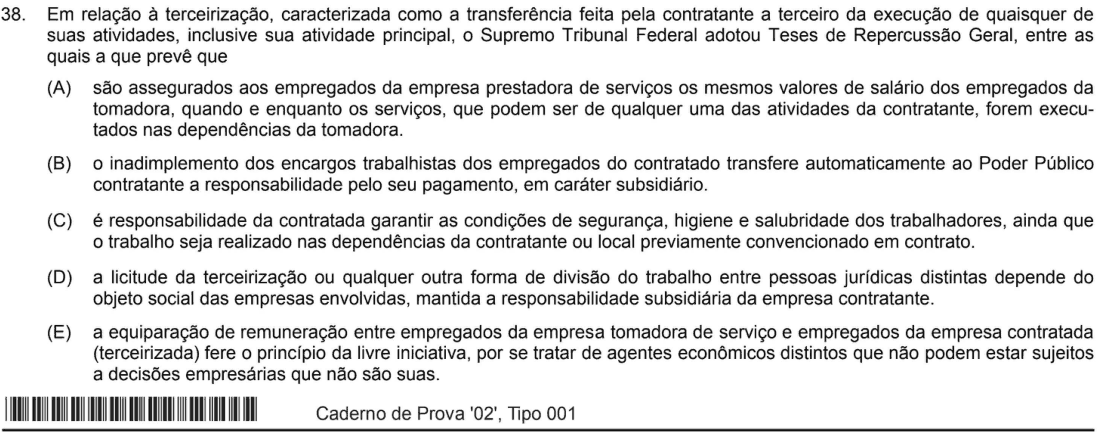 38. Em relação à terceirização, caracterizada como a transferência feita pela contratante a terceiro da execução de quaisquer de
suas atividades, inclusive sua atividade principal, o Supremo Tribunal Federal adotou Teses de Repercussão Geral, entre as
quais a que prevê que
(A) são assegurados aos empregados da empresa prestadora de serviços os mesmos valores de salário dos empregados da
tomadora, quando e enquanto os serviços, que podem ser de qualquer uma das atividades da contratante, forem execu-
tados nas dependências da tomadora.
(B) o inadimplemento dos encargos trabalhistas dos empregados do contratado transfere automaticamente ao Poder Público
contratante a responsabilidade pelo seu pagamento, em caráter subsidiário.
(C) é responsabilidade da contratada garantir as condições de segurança, higiene e salubridade dos trabalhadores, ainda que
o trabalho seja realizado nas dependências da contratante ou local previamente convencionado em contrato.
(D) a licitude da terceirização ou qualquer outra forma de divisão do trabalho entre pessoas jurídicas distintas depende do
objeto social das empresas envolvidas, mantida a responsabilidade subsidiária da empresa contratante.
(E) a equiparação de remuneração entre empregados da empresa tomadora de serviço e empregados da empresa contratada
(terceirizada) fere o princípio da livre iniciativa, por se tratar de agentes econômicos distintos que não podem estar sujeitos
a decisões empresárias que não são suas.
Caderno de Prova '02', Tipo 001